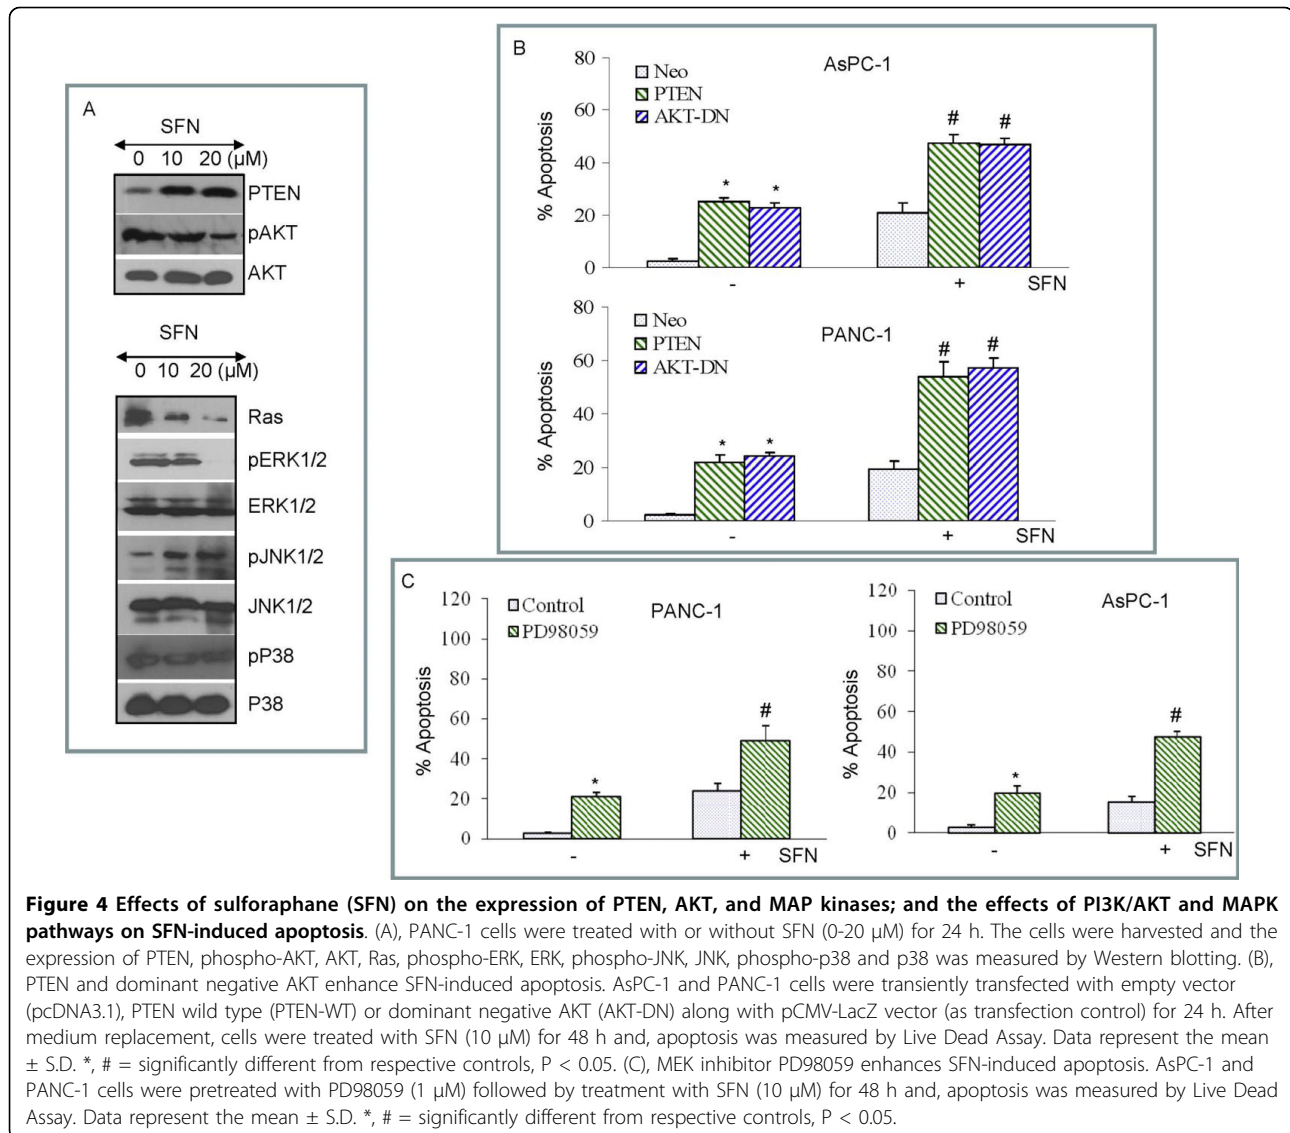 A
SFN
0 10 20 (µM)
PTEN
pAKT
AKT
SFN
0 10 20 (µM)
Ras
pERK1/2
ERK1/2
pJNK1/2
JNK1/2
pP38
P38
B
AsPC-1
Neo
PTEN
AKT-DN
% Apoptosis
80
60
40
20
0
* * # #
- + SFN
PANC-1
Neo
PTEN
AKT-DN
% Apoptosis
80
60
40
20
0
* * # #
- + SFN
C
PANC-1
Control
PD98059
% Apoptosis
120
100
80
60
40
20
0
* #
- + SFN
AsPC-1
Control
PD98059
% Apoptosis
120
100
80
60
40
20
0
* #
- + SFN
Figure 4 Effects of sulforaphane (SFN) on the expression of PTEN, AKT, and MAP kinases; and the effects of PI3K/AKT and MAPK
pathways on SFN-induced apoptosis. (A), PANC-1 cells were treated with or without SFN (0-20 µM) for 24 h. The cells were harvested and the
expression of PTEN, phospho-AKT, AKT, Ras, phospho-ERK, ERK, phospho-JNK, JNK, phospho-p38 and p38 was measured by Western blotting. (B),
PTEN and dominant negative AKT enhance SFN-induced apoptosis. AsPC-1 and PANC-1 cells were transiently transfected with empty vector
(pcDNA3.1), PTEN wild type (PTEN-WT) or dominant negative AKT (AKT-DN) along with pCMV-LacZ vector (as transfection control) for 24 h. After
medium replacement, cells were treated with SFN (10 µM) for 48 h and, apoptosis was measured by Live Dead Assay. Data represent the mean
± S.D. *, # = significantly different from respective controls, P < 0.05. (C), MEK inhibitor PD98059 enhances SFN-induced apoptosis. AsPC-1 and
PANC-1 cells were pretreated with PD98059 (1 µM) followed by treatment with SFN (10 µM) for 48 h and, apoptosis was measured by Live Dead
Assay. Data represent the mean ± S.D. *, # = significantly different from respective controls, P < 0.05.